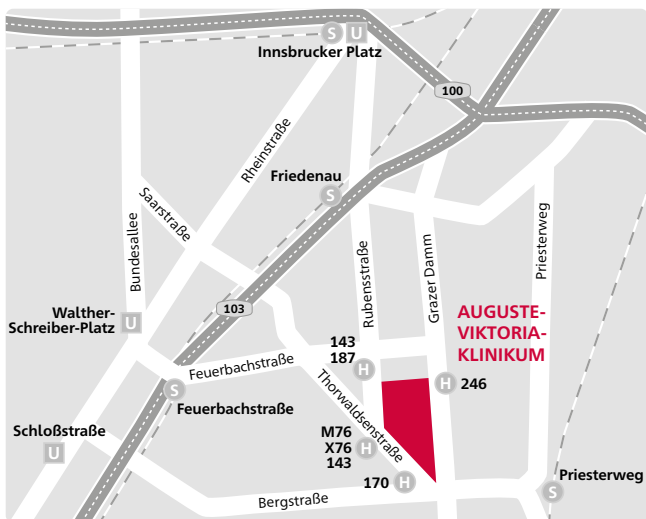 S U
Innsbrucker Platz
100
Rheinstraße
Friedenau
S
Saarstraße
Bundesallee
103
Rubensstraße
Grazer Damm
Priesterweg
Walther-
Schreiber-Platz
U
AUGUSTE-
VIKTORIA-
KLINIKUM
143
187
H
Feuerbachstraße
S
Feuerbachstraße
H 246
Thorwaldsenstraße
Schloßstraße
U
M76
X76
143
H
170 H
Bergstraße
Priesterweg
S